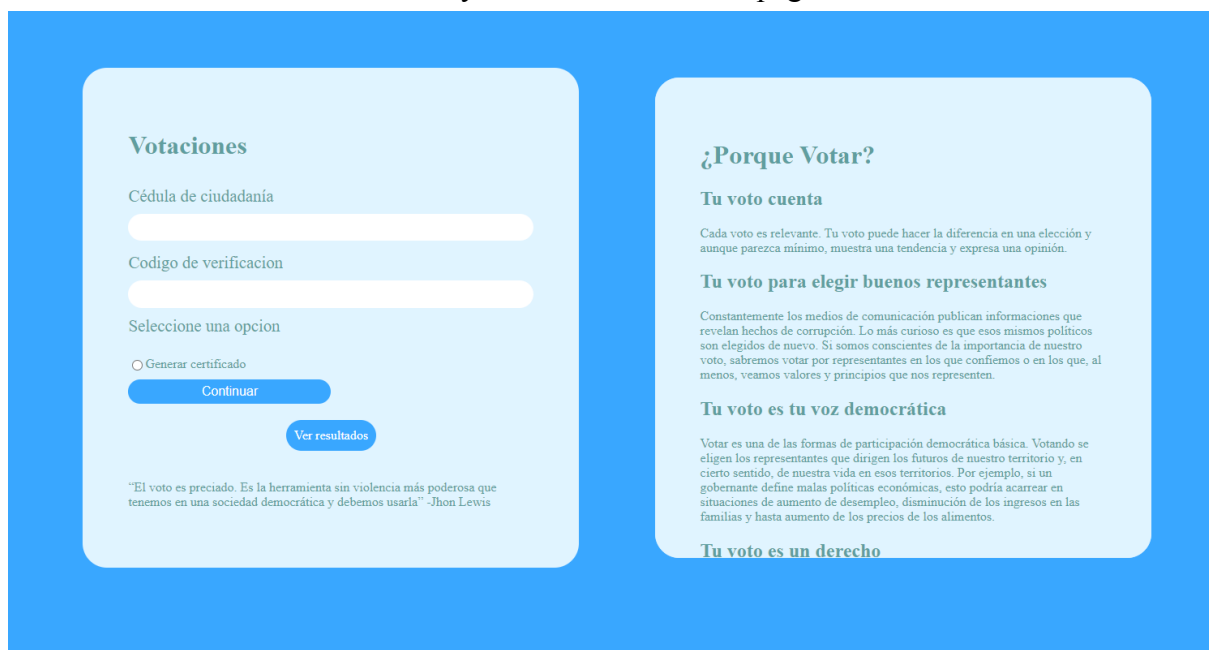 Votaciones
Cédula de ciudadanía
Codigo de verificacion
Seleccione una opcion
Generar certificado
Continuar
Ver resultados
“El voto es preciado. Es la herramienta sin violencia más poderosa que
tenemos en una sociedad democrática y debemos usarla” -Jhon Lewis
¿Porque Votar?
Tu voto cuenta
Cada voto es relevante. Tu voto puede hacer la diferencia en una elección y
aunque parezca mínimo, muestra una tendencia y expresa una opinión.
Tu voto para elegir buenos representantes
Constantemente los medios de comunicación publican informaciones que
revelan hechos de corrupción. Lo más curioso es que esos mismos políticos
son elegidos de nuevo. Si somos conscientes de la importancia de nuestro
voto, sabremos votar por representantes en los que confiemos o en los que, al
menos, veamos valores y principios que nos representen.
Tu voto es tu voz democrática
Votar es una de las formas de participación democrática básica. Votando se
eligen los representantes que dirigen los futuros de nuestro territorio y, en
cierto sentido, de nuestra vida en esos territorios. Por ejemplo, si un
gobernante define malas políticas económicas, esto podría acarrear en
situaciones de aumento de desempleo, disminución de los ingresos en las
familias y hasta aumento de los precios de los alimentos.
Tu voto es un derecho